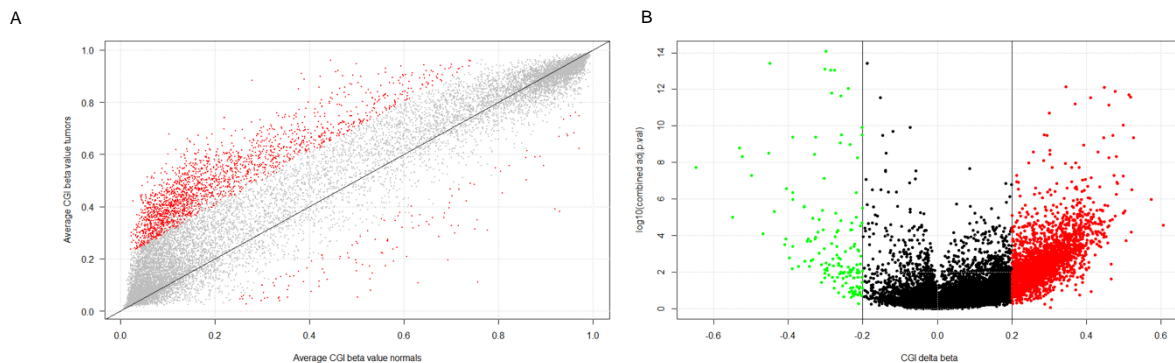 A
B
Average CGI beta value tumors
1.0
0.8
0.6
0.4
0.2
0.0
0.0 0.2 0.4 0.6 0.8 1.0
Average CGI beta value normals
log10(combined adj.p.val)
14
12
10
8
6
4
2
0
-0.6 -0.4 -0.2 0.0 0.2 0.4 0.6
CGI delta beta